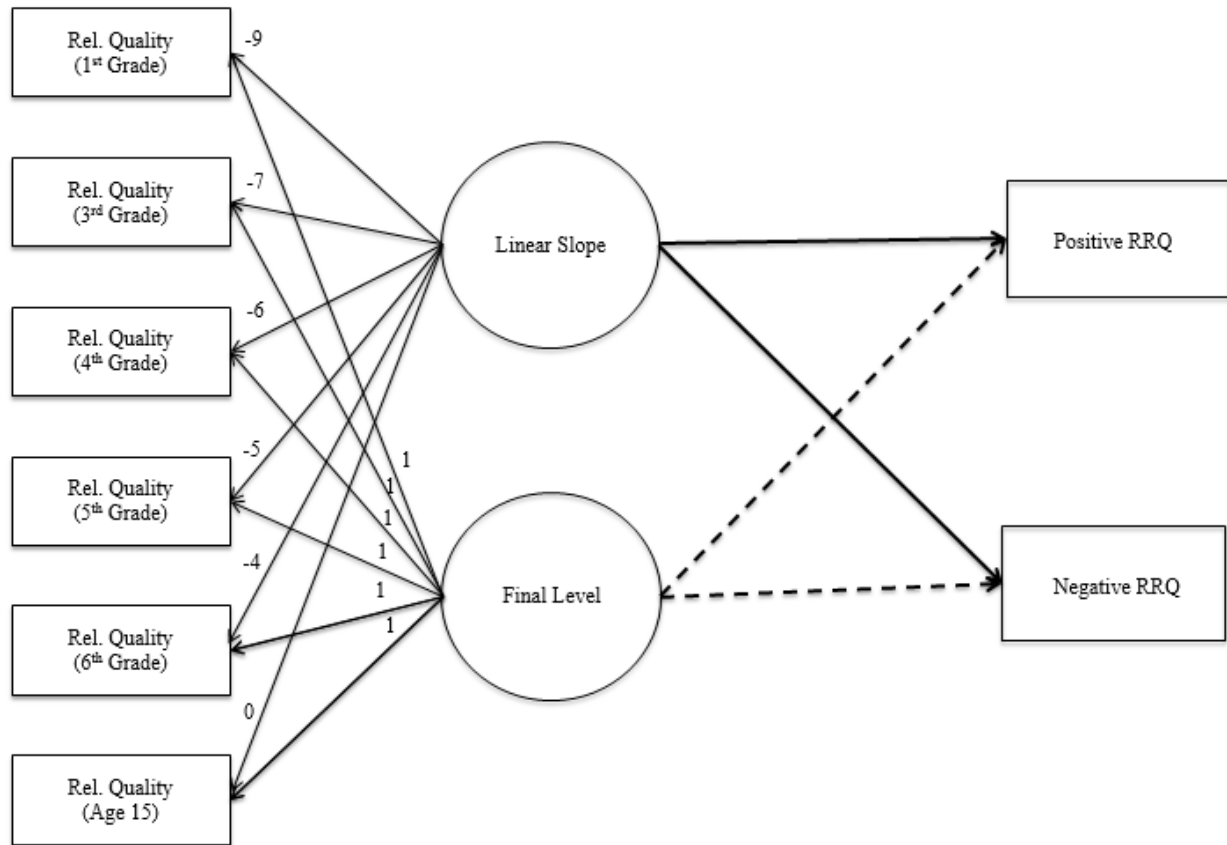 Rel. Quality
(1st Grade)
-9
Rel. Quality
(3rd Grade)
-7
Linear Slope
Positive RRQ
Rel. Quality
(4th Grade)
-6
Rel. Quality
(5th Grade)
-5
1
1
1
1
1
1
Rel. Quality
(6th Grade)
-4
Final Level
Negative RRQ
Rel. Quality
(Age 15)
0